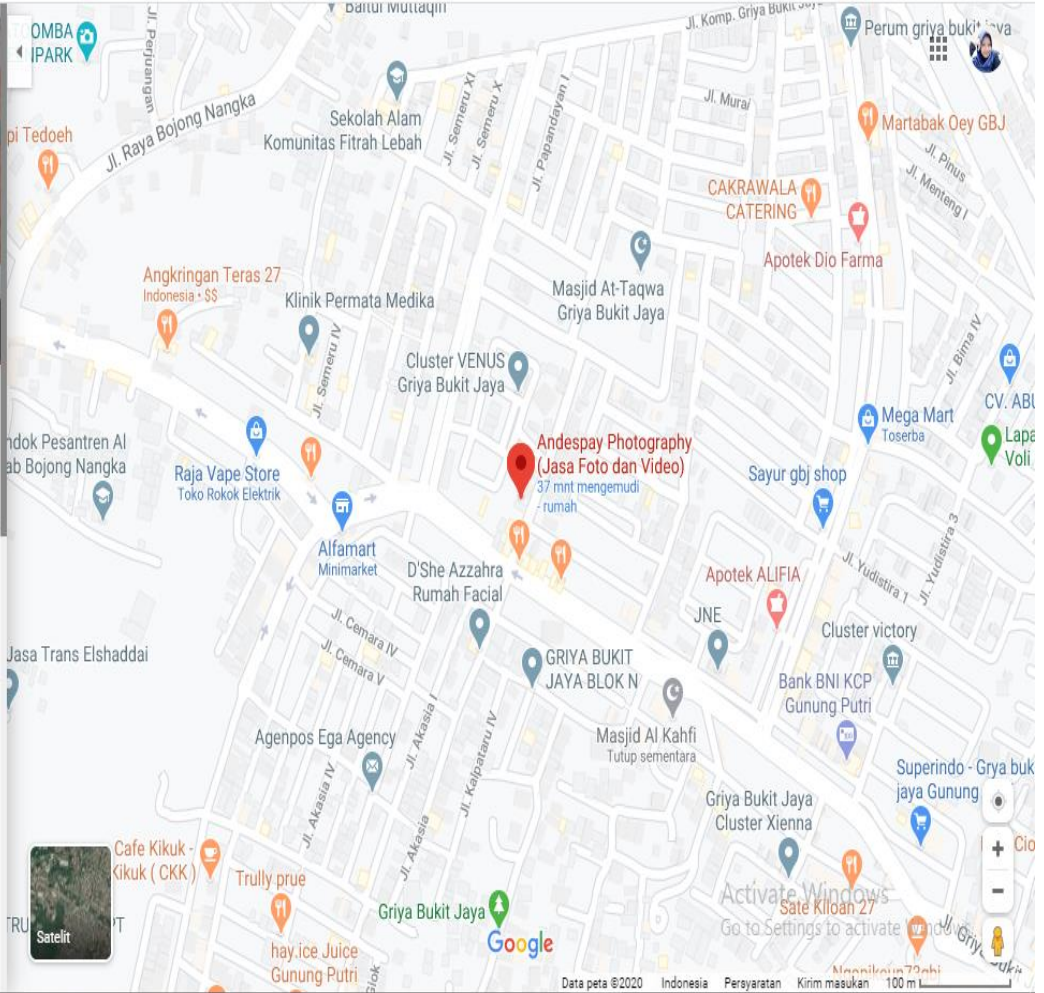 Baitul Muttaqin
OMBA
IPARK
Jl. Perjuangan
Jl. Komp. Griya Bukit
Perum griya bukit jaya
Jl. Raya Bojong Nangka
Sekolah Alam
Komunitas Fitrah Lebah
Jl. Semeru XI
Jl. Semeru X
Jl. Papandayan I
Jl. Murai
Martabak Oey GBJ
Jl. Pinus
Jl. Menteng I
pi Tedoeh
CAKRAWALA
CATERING
Apotek Dio Farma
Angkringan Teras 27
Indonesia • $$
Klinik Permata Medika
Masjid At-Taqwa
Griya Bukit Jaya
Jl. Semeru IV
Cluster VENUS
Griya Bukit Jaya
Jl. Bima IV
CV. ABU
Mega Mart
Toserba
Lapa
Voli
ndok Pesantren Al
ab Bojong Nangka
Raja Vape Store
Toko Rokok Elektrik
Andespay Photography
(Jasa Foto dan Video)
37 mnt mengemudi
- rumah
Sayur gbj shop
Alfamart
Minimarket
D'She Azzahra
Rumah Facial
Apotek ALIFIA
Jl. Yudistira 1
Jl. Yudistira 3
JNE
Cluster victory
Jl. Cemara IV
Jl. Cemara V
Jasa Trans Elshaddai
GRIYA BUKIT
JAYA BLOK N
Bank BNI KCP
Gunung Putri
Masjid Al Kahfi
Tutup sementara
Agenpos Ega Agency
Jl. Akasia I
Jl. Kalpataru IV
Jl. Akasia IV
Jl. Akasia
Superindo - Grya buk
jaya Gunung
Griya Bukit Jaya
Cluster Xienna
Cafe Kikuk -
Kikuk ( CKK )
Trully prue
Cio
Activate Windows
Sate Kiloan 27
Go to Settings to activate Windows.
Griya Bukit Jaya
Google
Satelit
TRU
PT
hay.ice Juice
Gunung Putri
Jl. Griya Bukit
Ngopikeun72gbj
Giok
Data peta ©2020 Indonesia Persyaratan Kirim masukan 100 m